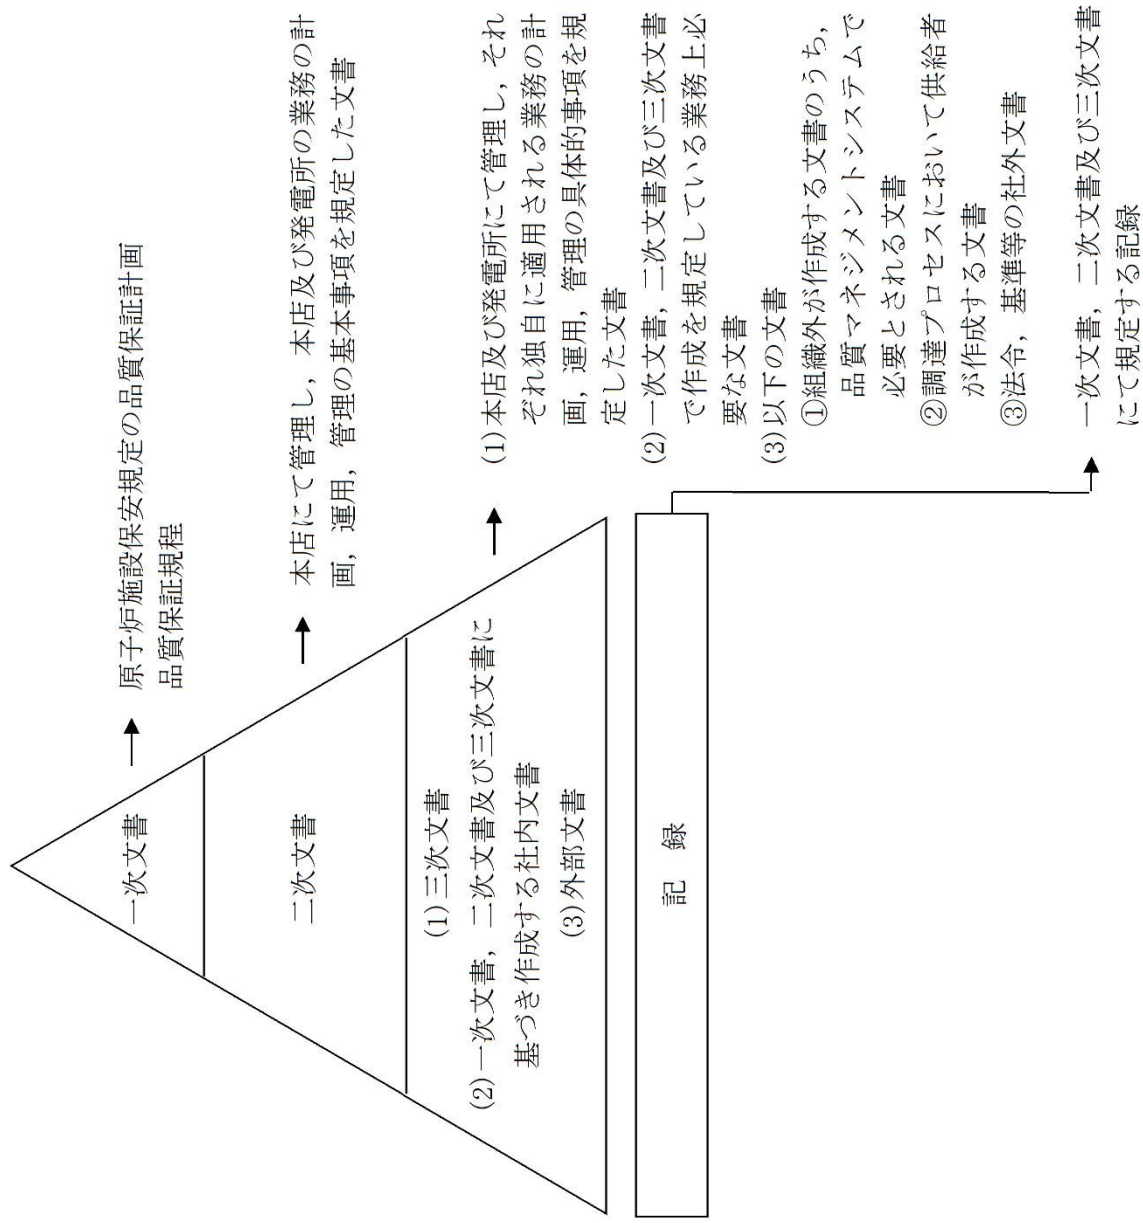 一次文書
原子炉施設保安規定の品質保証計画
品質保証規程
二次文書
本店にて管理し，本店及び発電所の業務の計
画，運用，管理の基本事項を規定した文書
(1)三次文書
(2)一次文書，二次文書及び三次文書に
基づき作成する社内文書
(3)外部文書
(1)本店及び発電所にて管理し，それ
ぞれ独自に適用される業務の計
画，運用，管理の具体的事項を規
定した文書
(2)一次文書，二次文書及び三次文書
で作成を規定している業務上必
要な文書
(3)以下の文書
①組織外が作成する文書のうち，
品質マネジメントシステムで
必要とされる文書
②調達プロセスにおいて供給者
が作成する文書
③法令，基準等の社外文書
記　録
一次文書，二次文書及び三次文書
にて規定する記録